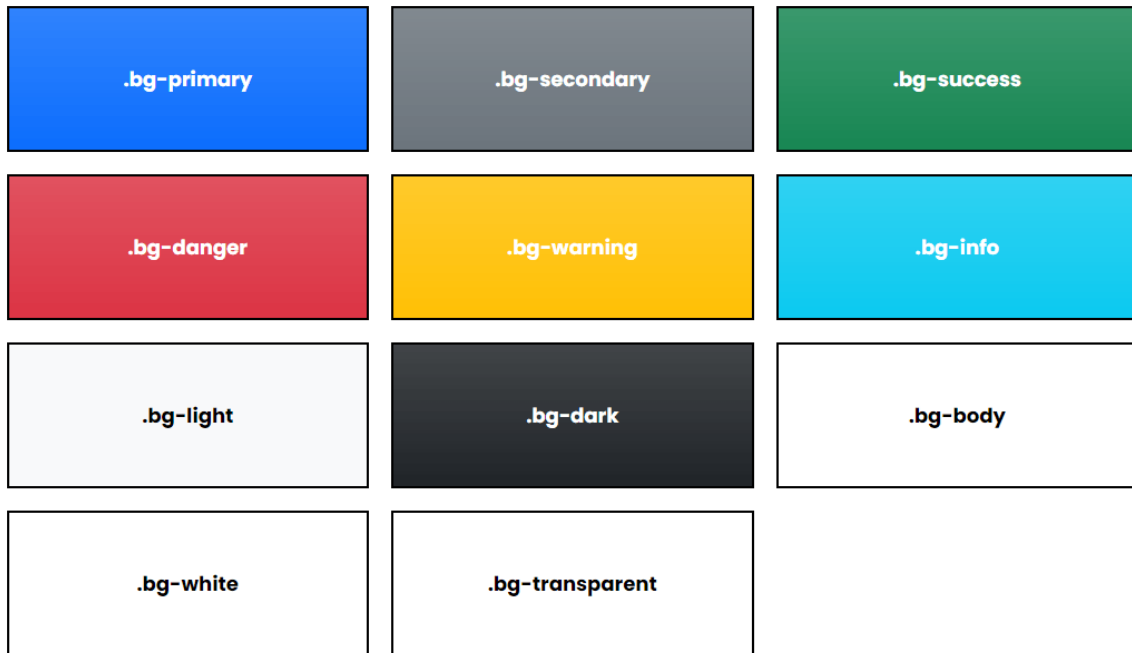 .bg-primary
.bg-secondary
.bg-success
.bg-danger
.bg-warning
.bg-info
.bg-light
.bg-dark
.bg-body
.bg-white
.bg-transparent